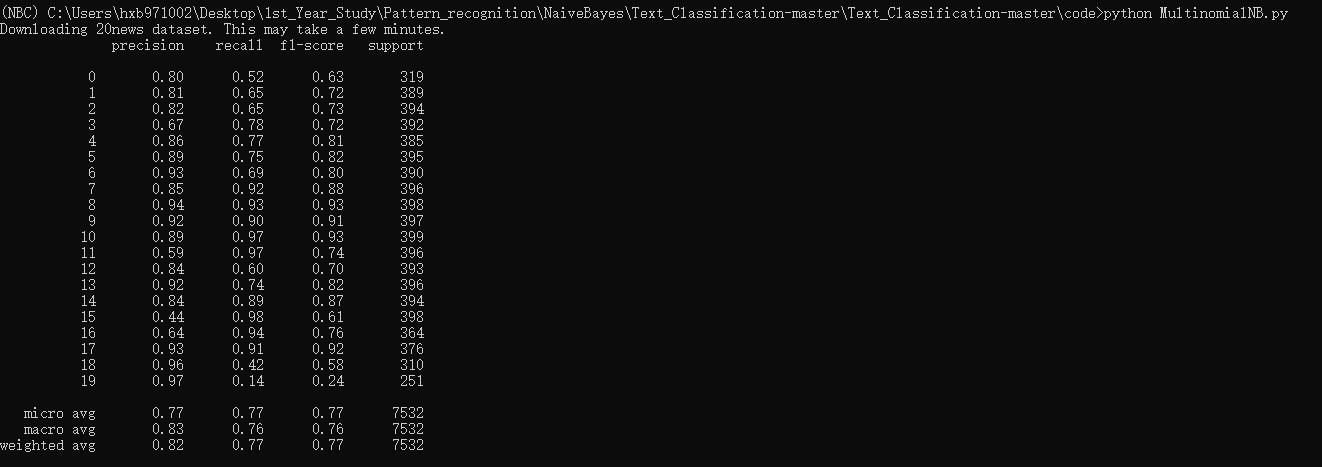 (NBC) C:\Users\hxb971002\Desktop\1st_Year_Study\Pattern_recognition\NaiveBayes\Text_Classification-master\Text_Classification-master\code>python MultinomialNB.py
Downloading 20news dataset. This may take a few minutes.
precision recall f1-score support
0 0.80 0.52 0.63 319
1 0.81 0.65 0.72 389
2 0.82 0.65 0.73 394
3 0.67 0.78 0.72 392
4 0.86 0.77 0.81 385
5 0.89 0.75 0.82 395
6 0.93 0.69 0.80 390
7 0.85 0.92 0.88 396
8 0.94 0.93 0.93 398
9 0.92 0.90 0.91 397
10 0.89 0.97 0.93 399
11 0.59 0.97 0.74 396
12 0.84 0.60 0.70 393
13 0.92 0.74 0.82 396
14 0.84 0.89 0.87 394
15 0.44 0.98 0.61 398
16 0.64 0.94 0.76 364
17 0.93 0.91 0.92 376
18 0.96 0.42 0.58 310
19 0.97 0.14 0.24 251
micro avg 0.77 0.77 0.77 7532
macro avg 0.83 0.76 0.76 7532
weighted avg 0.82 0.77 0.77 7532